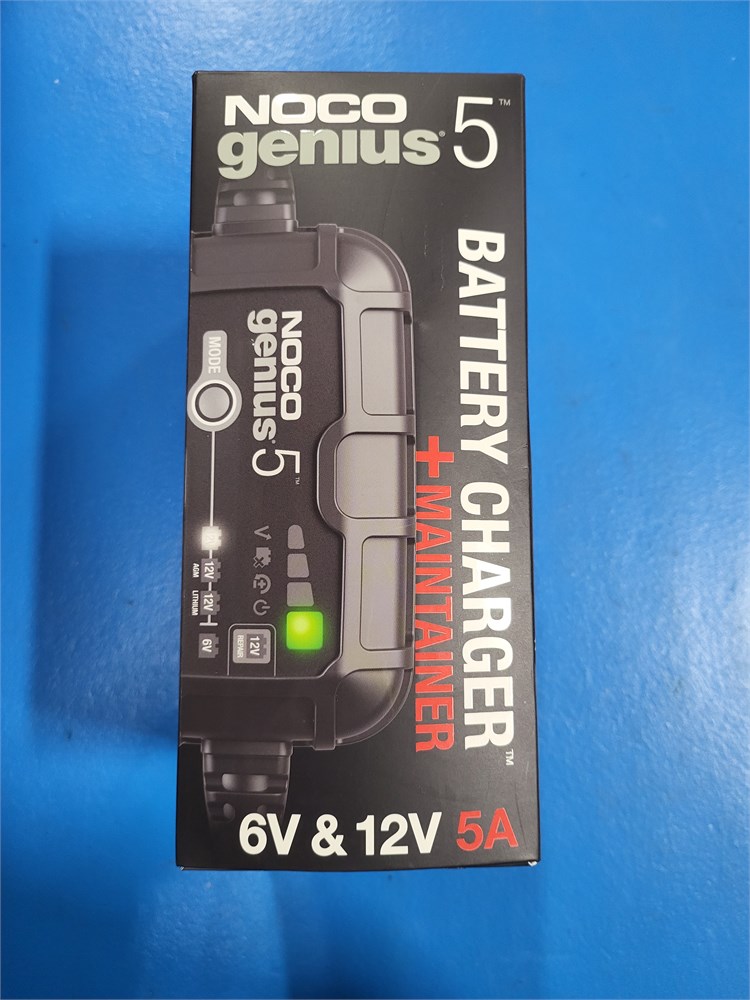 NOCO
genius® 5™
BATTERY CHARGER™
+ MAINTAINER
NOCO
genius® 5™
MODE
12V
12V
6V
AGM
LITHIUM
12V
REPAIR
6V & 12V 5A